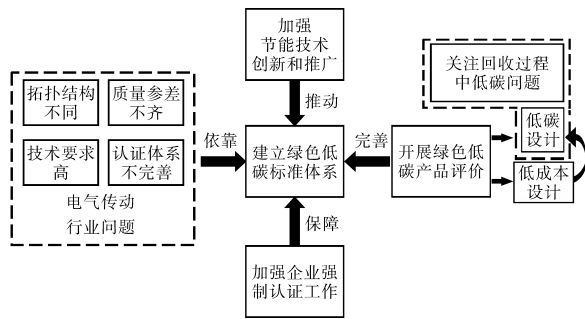 加强
节能技术
创新和推广
推动
拓扑结构
不同
质量参差
不齐
技术要求
高
认证体系
不完善
电气传动
行业问题
依靠
建立绿色低
碳标准体系
完善
开展绿色低
碳产品评价
关注回收过程
中低碳问题
低碳
设计
低成本
设计
保障
加强企业强
制认证工作